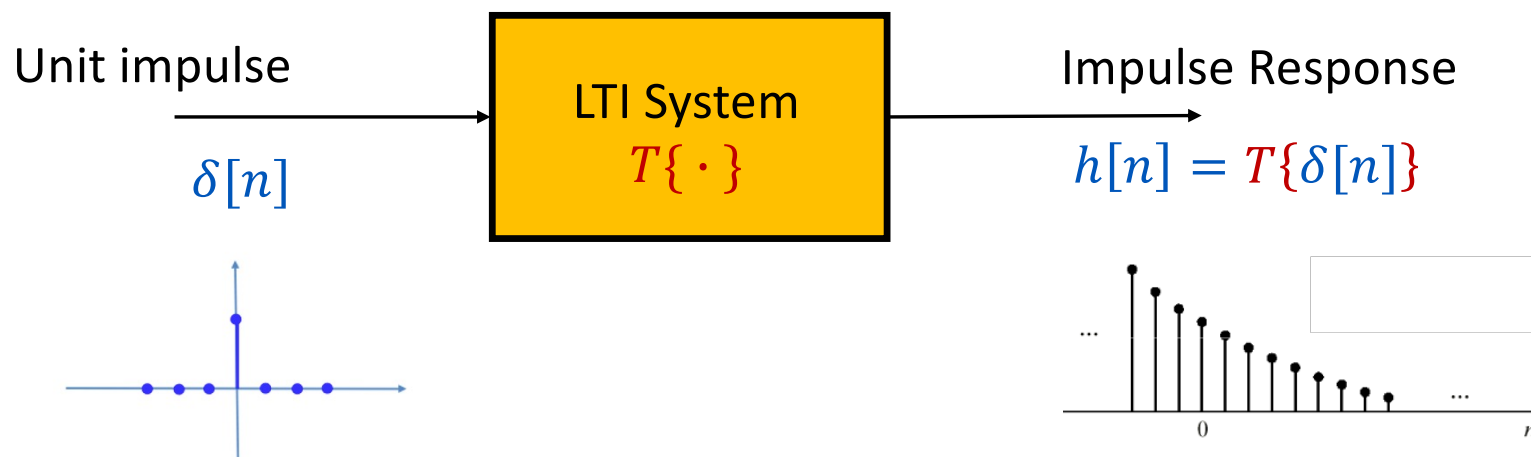 Unit impulse
δ[n]
LTI System
T{ · }
Impulse Response
h[n] = T{δ[n]}
...
...
0